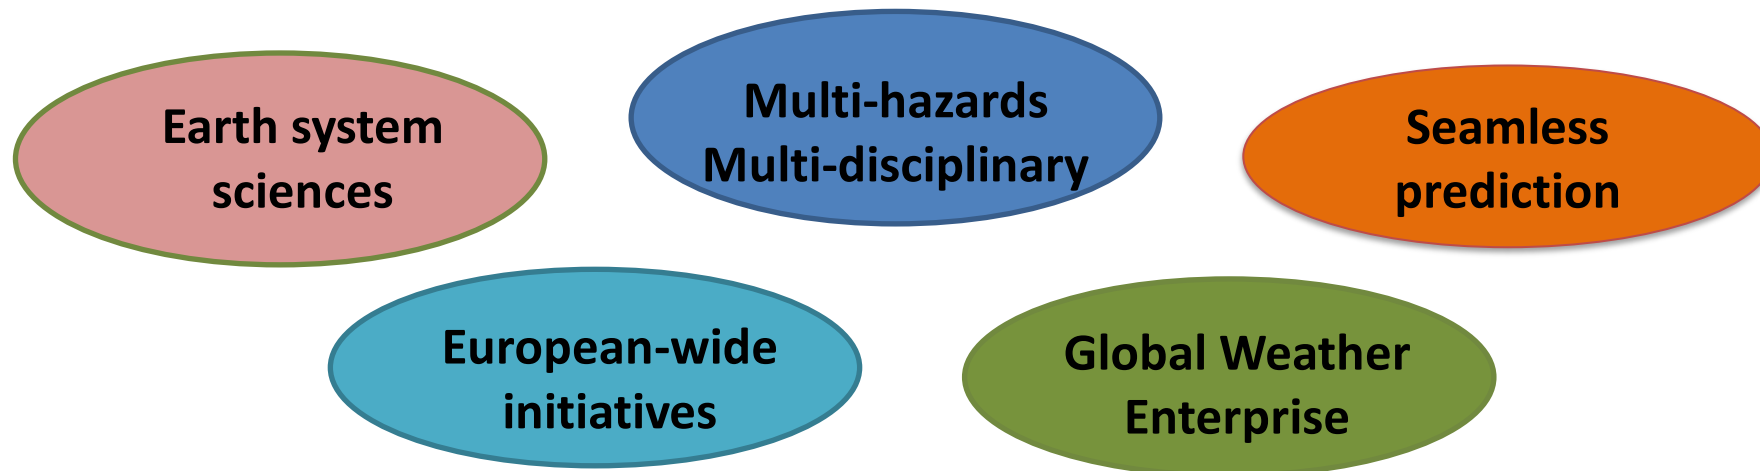 Earth system
sciences
Multi-hazards
Multi-disciplinary
Seamless
prediction
European-wide
initiatives
Global Weather
Enterprise